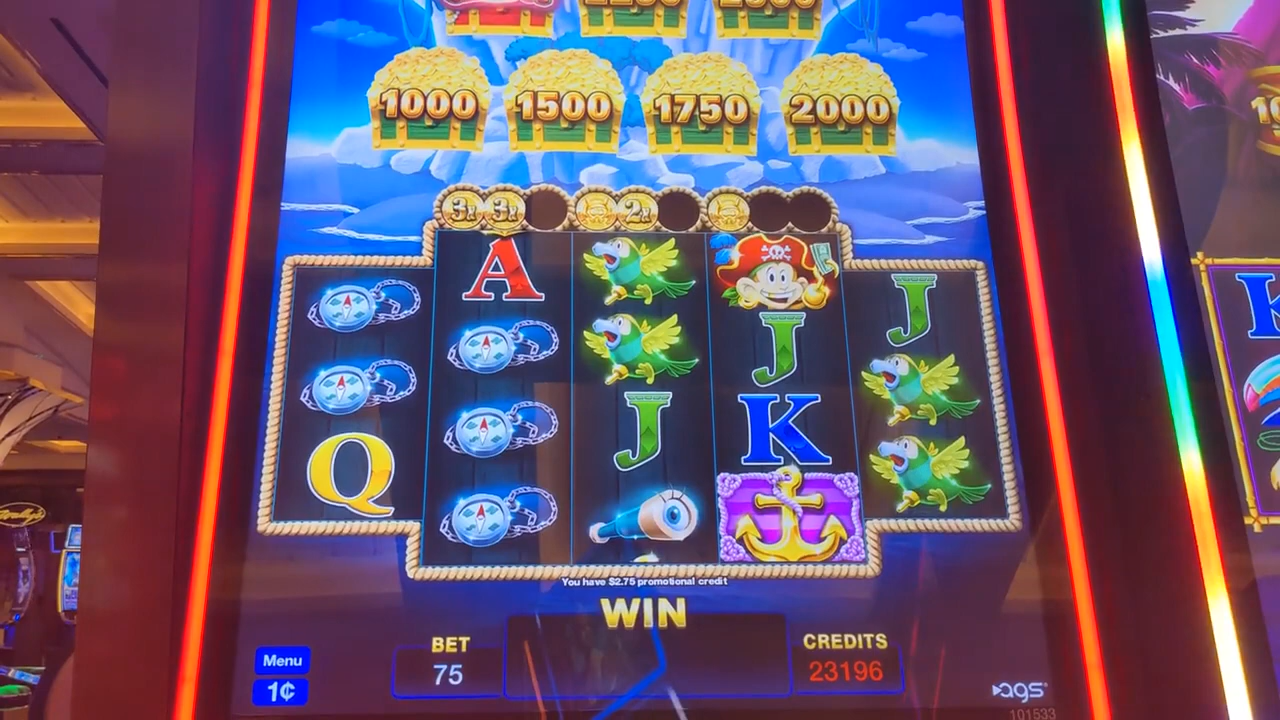 1000 1500 1750 2000
3x 3x 2x
A
J
J
J
K
Q
You have $2.75 promotional credit
WIN
BET
75
CREDITS
23196
Menu
1¢
ags
101533
K